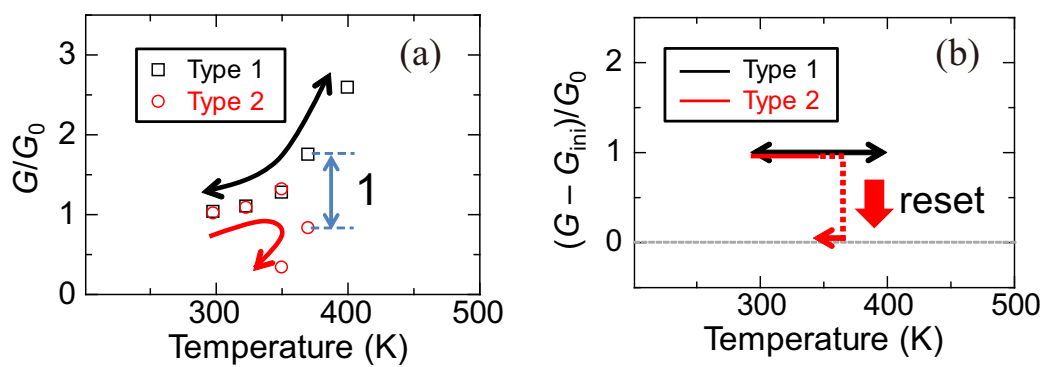 (a)
Type 1
Type 2
G/G0
3
2
1
0
1
300
400
500
Temperature (K)
(b)
Type 1
Type 2
(G – Gini)/G0
2
1
0
reset
300
400
500
Temperature (K)